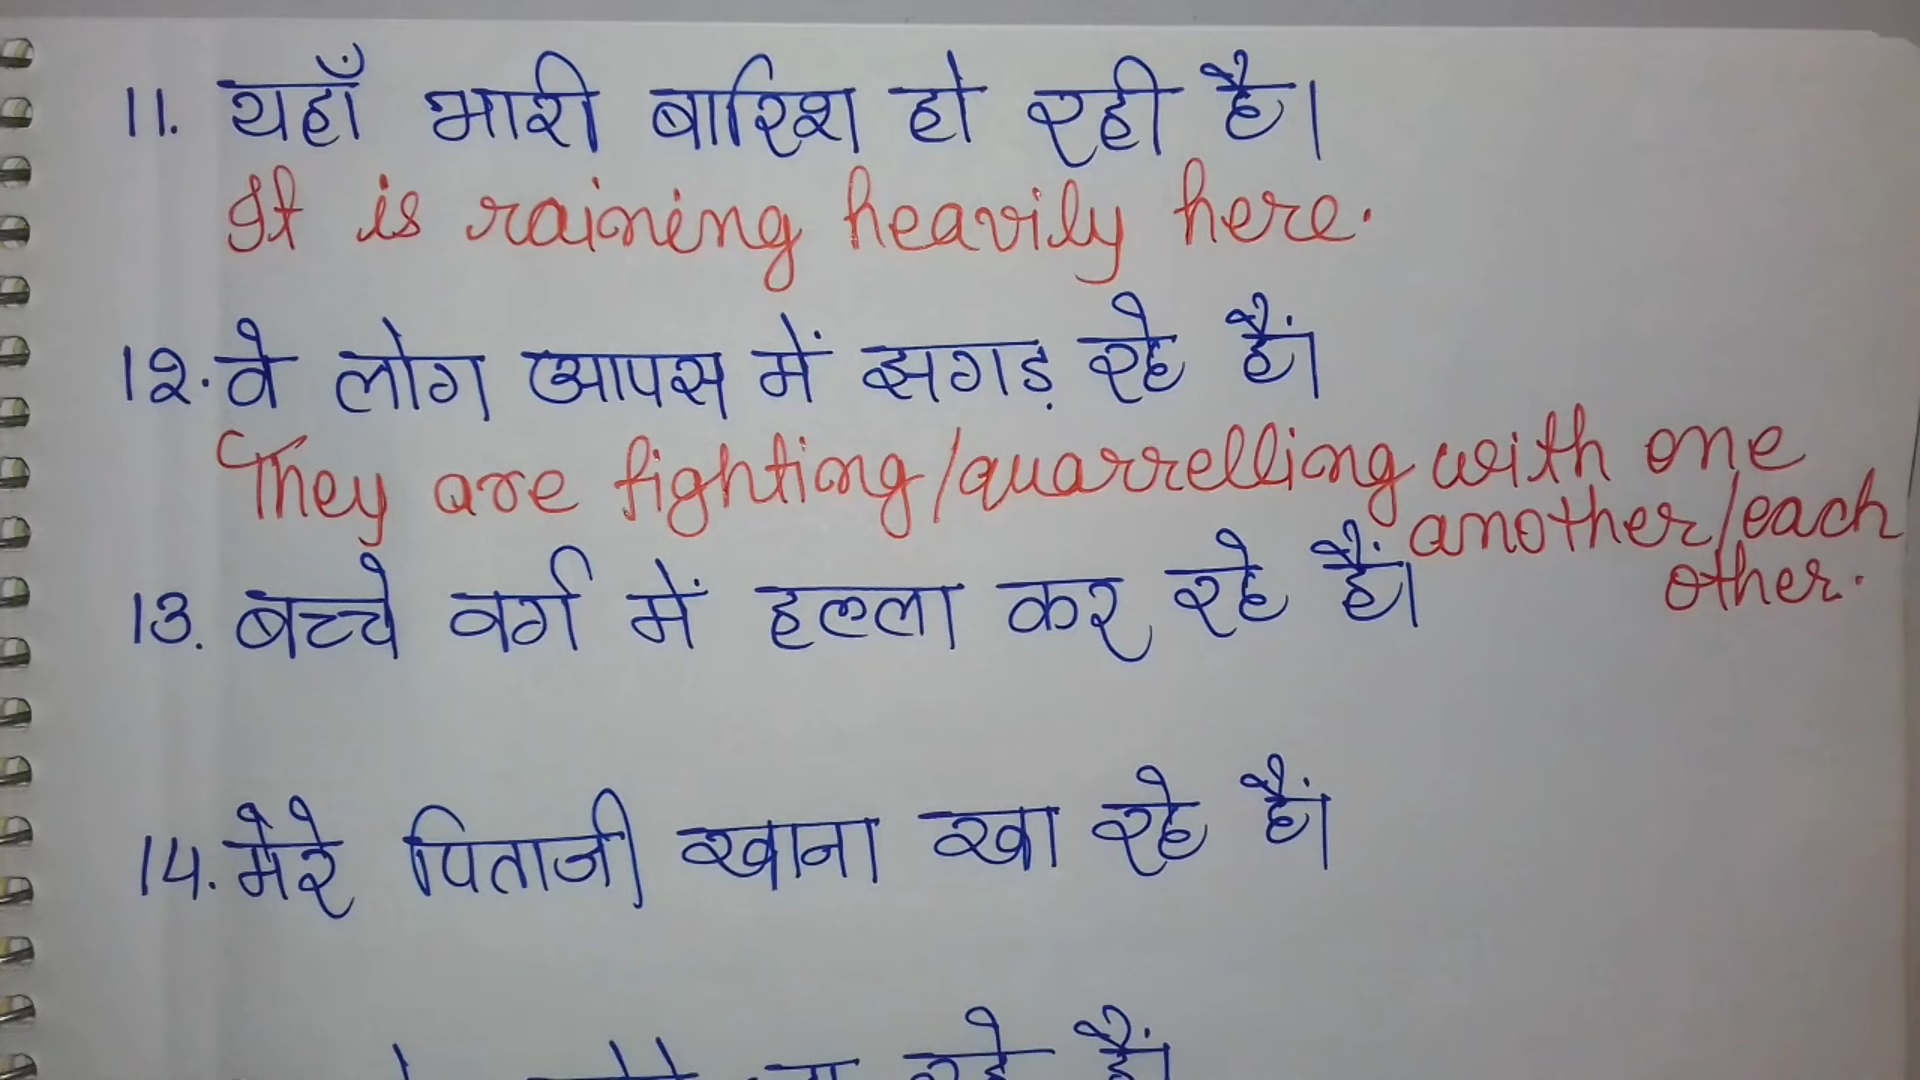 11. यहाँ भारी बारिश हो रही है।
It is raining heavily here.
12. वे लोग आपस में झगड़ रहे हैं।
They are fighting/quarrelling with one
another/each
other.
13. बच्चे वर्ग में हल्ला कर रहे हैं।
14. मेरे पिताजी खाना खा रहे हैं।
रहे हैं।